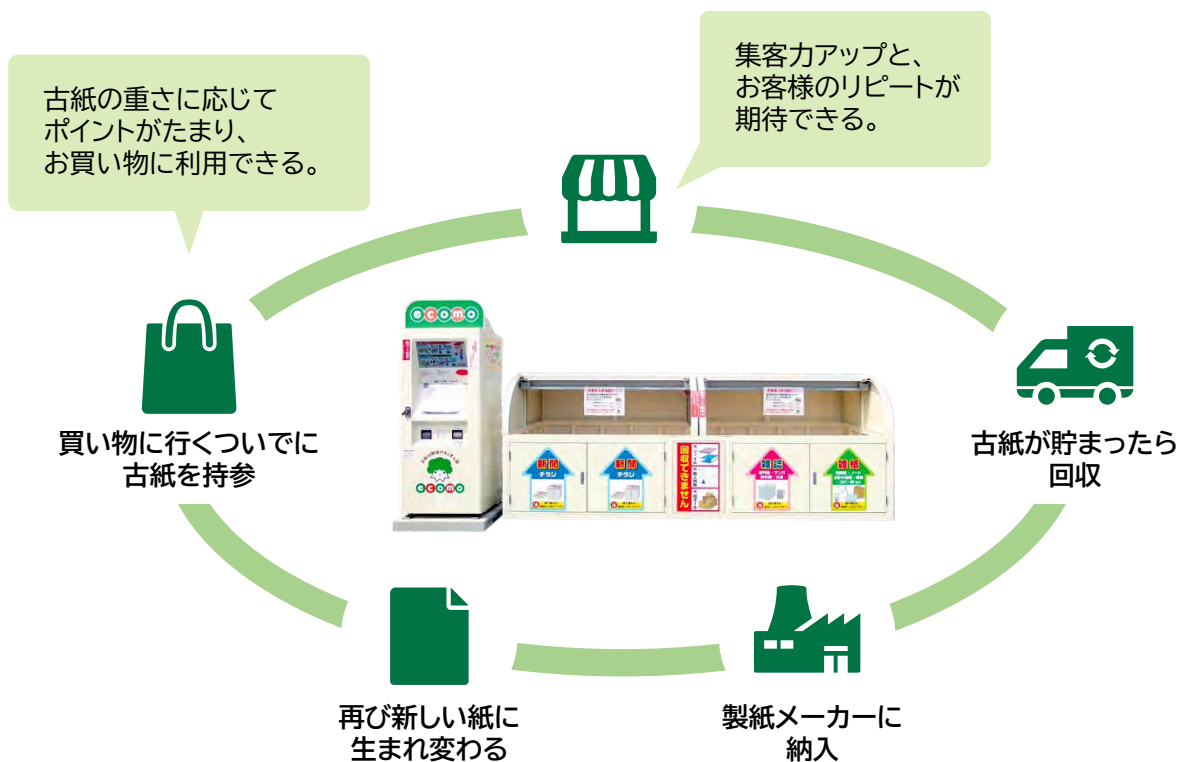 古紙の重さに応じて
ポイントがたまり、
お買い物に利用できる。
集客力アップと、
お客様のリピートが
期待できる。
買い物に行くついでに
古紙を持参
古紙が貯まったら
回収
製紙メーカーに
納入
再び新しい紙に
生まれ変わる
ecomo
ecomo
新聞
チラシ
新聞
チラシ
回収できません
雑誌
雑紙